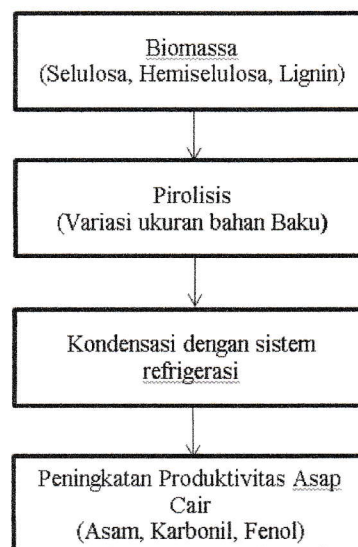 Biomassa
(Selulosa, Hemiselulosa, Lignin)
Pirolisis
(Variasi ukuran bahan Baku)
Kondensasi dengan sistem
refrigerasi
Peningkatan Produktivitas Asap
Cair
(Asam, Karbonil, Fenol)